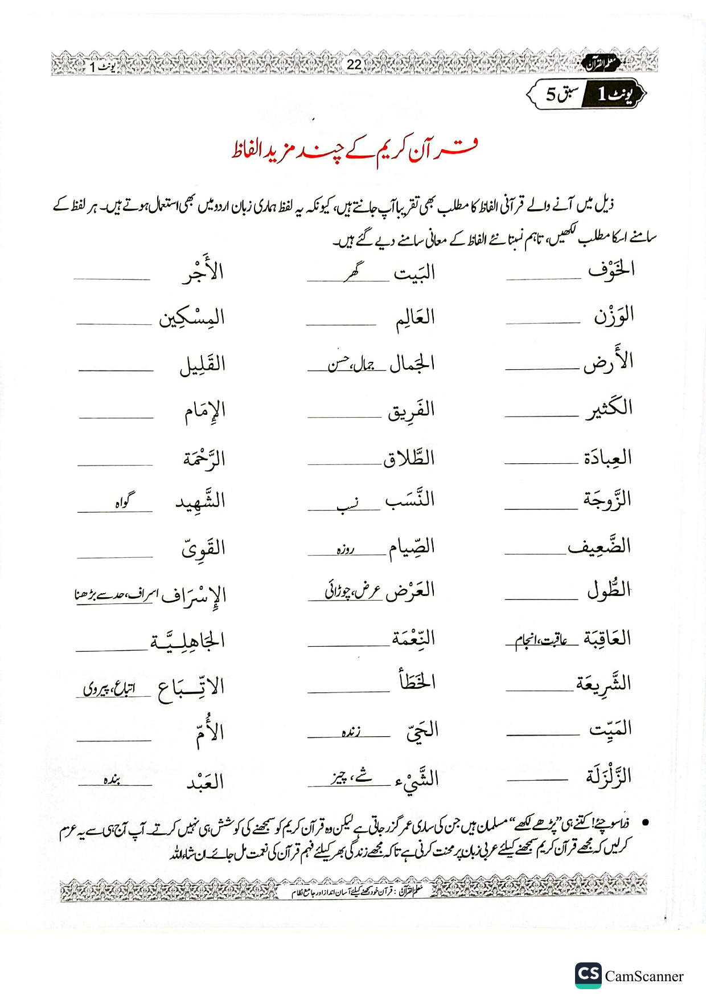 معلم القرآن 22 یونٹ 1
یونٹ 1 سبق 5
قرآن کریم کے چند مزید الفاظ
ذیل میں آنے والے قرآنی الفاظ کا مطلب بھی تقریبا آپ جانتے ہیں، کیونکہ یہ لفظ ہماری زبان اردو میں بھی استعمال ہوتے ہیں۔ ہر لفظ کے
سامنے اسکا مطلب لکھیں، تاہم نسبتا نئے الفاظ کے معانی سامنے دیے گئے ہیں۔
الخَوْف البَيت گھر الأَجْر
الوَزْن العَالِم المِسْكِين
الأَرض الجَمال جمال، حسن القَلِيل
الكَثير الفَرِيق الإِمَام
العِبادَة الطَّلاق الرَّحْمَة
الزَّوجَة النَّسَب نسب الشَّهِيد گواہ
الضَّعِيف الصِّيام روزہ القَوِيّ
الطُّول العَرْض عرض، چوڑائی الإِسْرَاف اسراف، حد سے بڑھنا
العَاقِبَة عاقبت، انجام النِّعْمَة الجَاهِلِيَّة
الشَّرِيعَة الخَطَأ الاتِّبَاع اتباع، پیروی
المَيِّت الحَيّ زندہ الأُمّ
الزَّلْزَلَة الشَّيْء شے، چیز العَبْد بندہ
● ذرا سوچئے! کتنے ہی ”پڑھے لکھے“ مسلمان ہیں جن کی ساری عمر گزر جاتی ہے لیکن وہ قرآن کریم کو سمجھنے کی کوشش ہی نہیں کرتے۔ آپ آج ہی سے یہ عزم
کرلیں کہ مجھے قرآن کریم سمجھنے کیلئے عربی زبان پر محنت کرنی ہے تاکہ مجھے زندگی بھر کیلئے فہم قرآن کی نعمت مل جائے۔ ان شاء اللہ
معلم القرآن : قرآن خود سمجھنے کیلئے آسان انداز اور جامع نظام
CS CamScanner